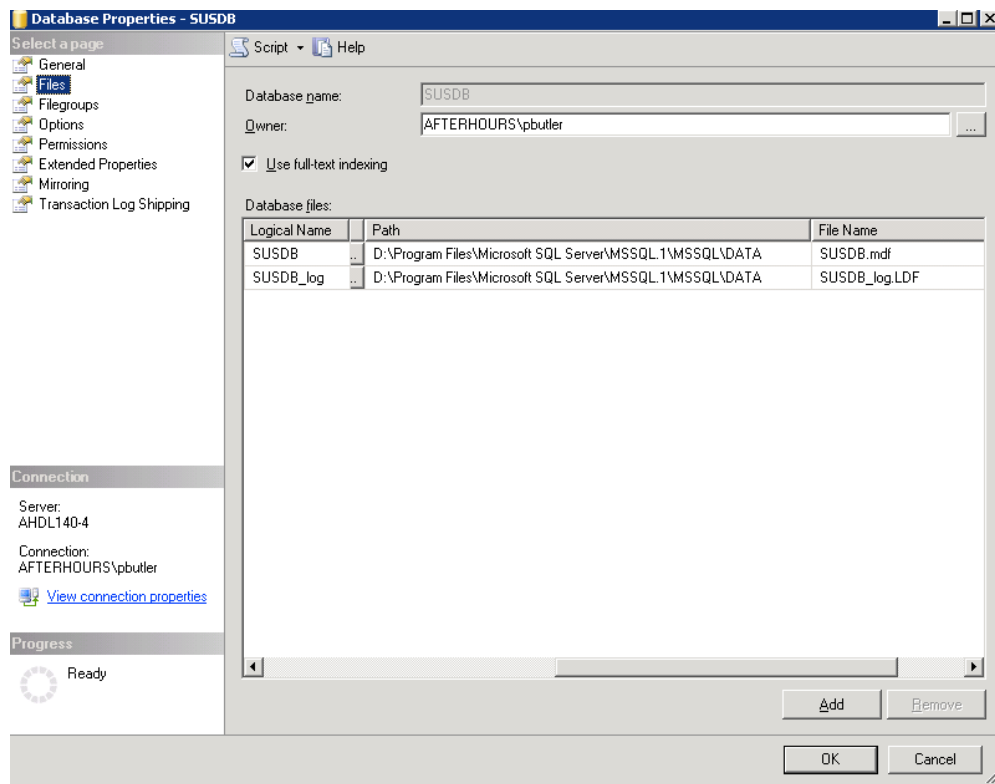 Database Properties - SUSDB
Select a page
General
Files
Filegroups
Options
Permissions
Extended Properties
Mirroring
Transaction Log Shipping
Script Help
Database name: SUSDB
Owner: AFTERHOURS\pbutler ...
Use full-text indexing
Database files:
Logical Name Path File Name
SUSDB .. D:\Program Files\Microsoft SQL Server\MSSQL.1\MSSQL\DATA SUSDB.mdf
SUSDB_log .. D:\Program Files\Microsoft SQL Server\MSSQL.1\MSSQL\DATA SUSDB_log.LDF
Connection
Server:
AHDL140-4
Connection:
AFTERHOURS\pbutler
View connection properties
Progress
Ready
Add Remove
OK Cancel